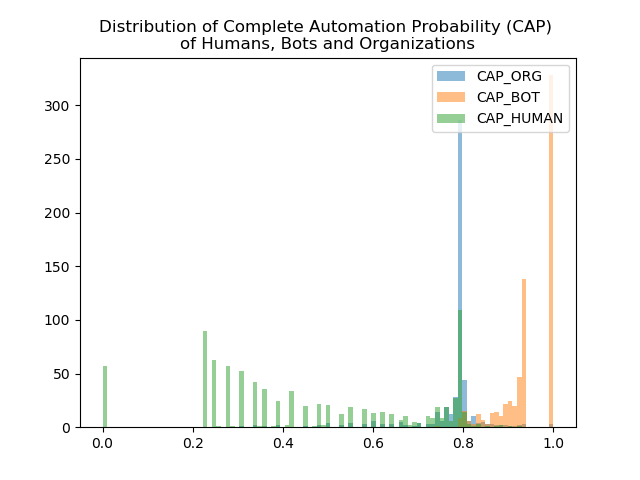 Distribution of Complete Automation Probability (CAP)
of Humans, Bots and Organizations
CAP_ORG
CAP_BOT
CAP_HUMAN
300
250
200
150
100
50
0
0.0 0.2 0.4 0.6 0.8 1.0